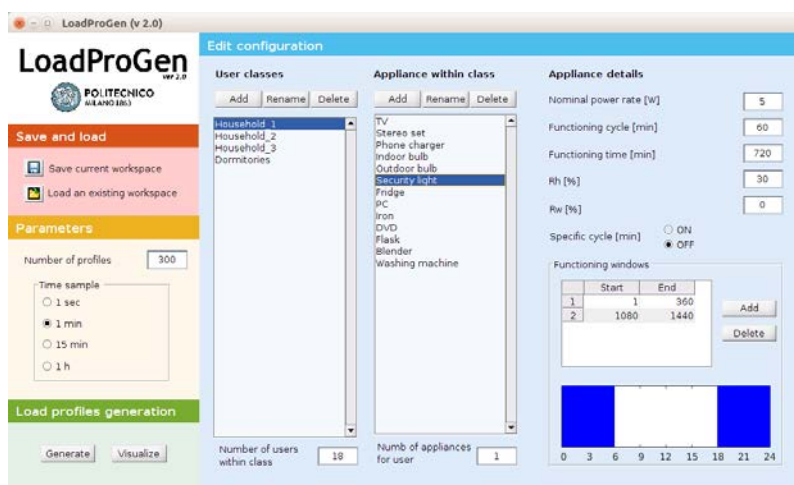 LoadProGen (v 2.0)
LoadProGen
ver 2.0
POLITECNICO
MILANO 1863
Save and load
Save current workspace
Load an existing workspace
Parameters
Number of profiles 300
Time sample
1 sec
1 min
15 min
1 h
Load profiles generation
Generate Visualize
Edit configuration
User classes
Add Rename Delete
Household_1
Household_2
Household_3
Dormitories
Number of users
within class 18
Appliance within class
Add Rename Delete
TV
Stereo set
Phone charger
Indoor bulb
Outdoor bulb
Security light
Fridge
PC
Iron
DVD
Flask
Blender
Washing machine
Numb of appliances
for user 1
Appliance details
Nominal power rate [W] 5
Functioning cycle [min] 60
Functioning time [min] 720
Rh [%] 30
Rw [%] 0
Specific cycle [min] ON
OFF
Functioning windows
Start End
1 1 360
2 1080 1440
Add
Delete
0 3 6 9 12 15 18 21 24